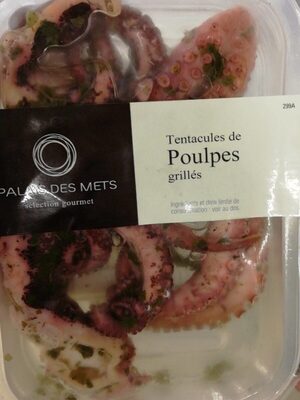 PALAIS DES METS
sélection gourmet
299A
Tentacules de
Poulpes
grillés
Ingrédients et date limite de
consommation : voir au dos